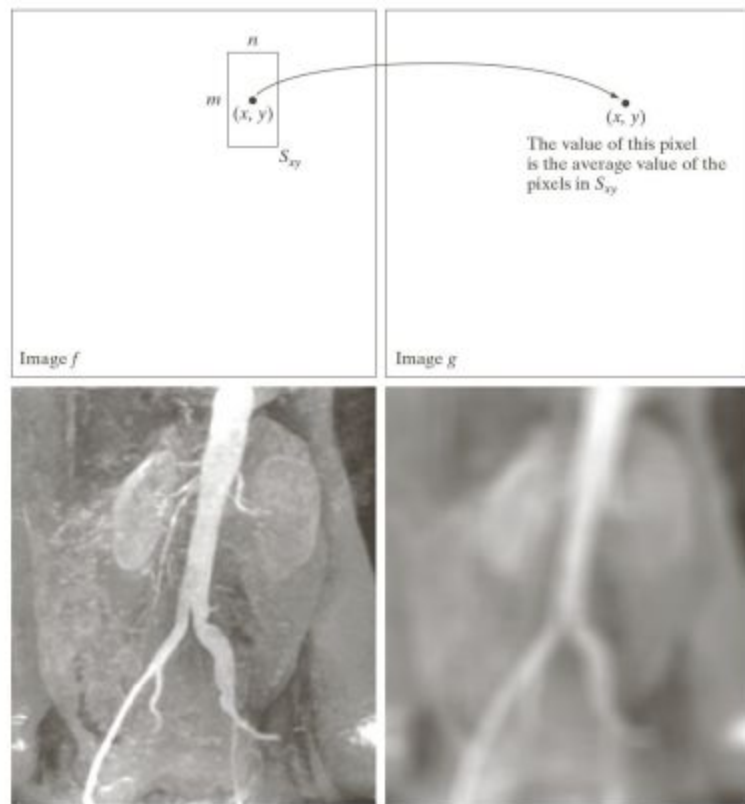 n
m
(x, y)
S_xy
Image f
(x, y)
The value of this pixel
is the average value of the
pixels in S_xy
Image g